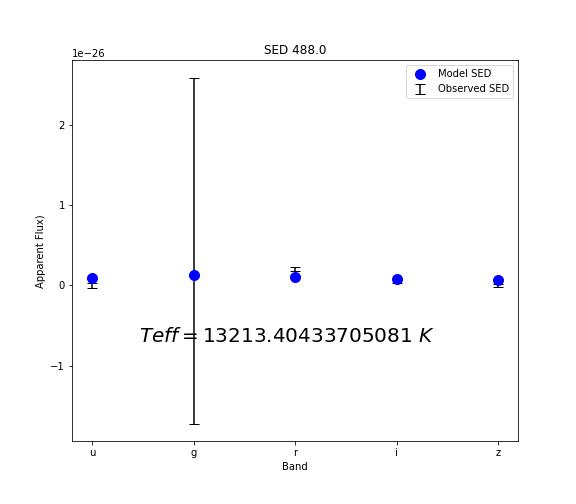 SED 488.0
1e−26
Model SED
Observed SED
2
1
0
−1
Apparent Flux)
Teff = 13213.40433705081 K
u g r i z
Band